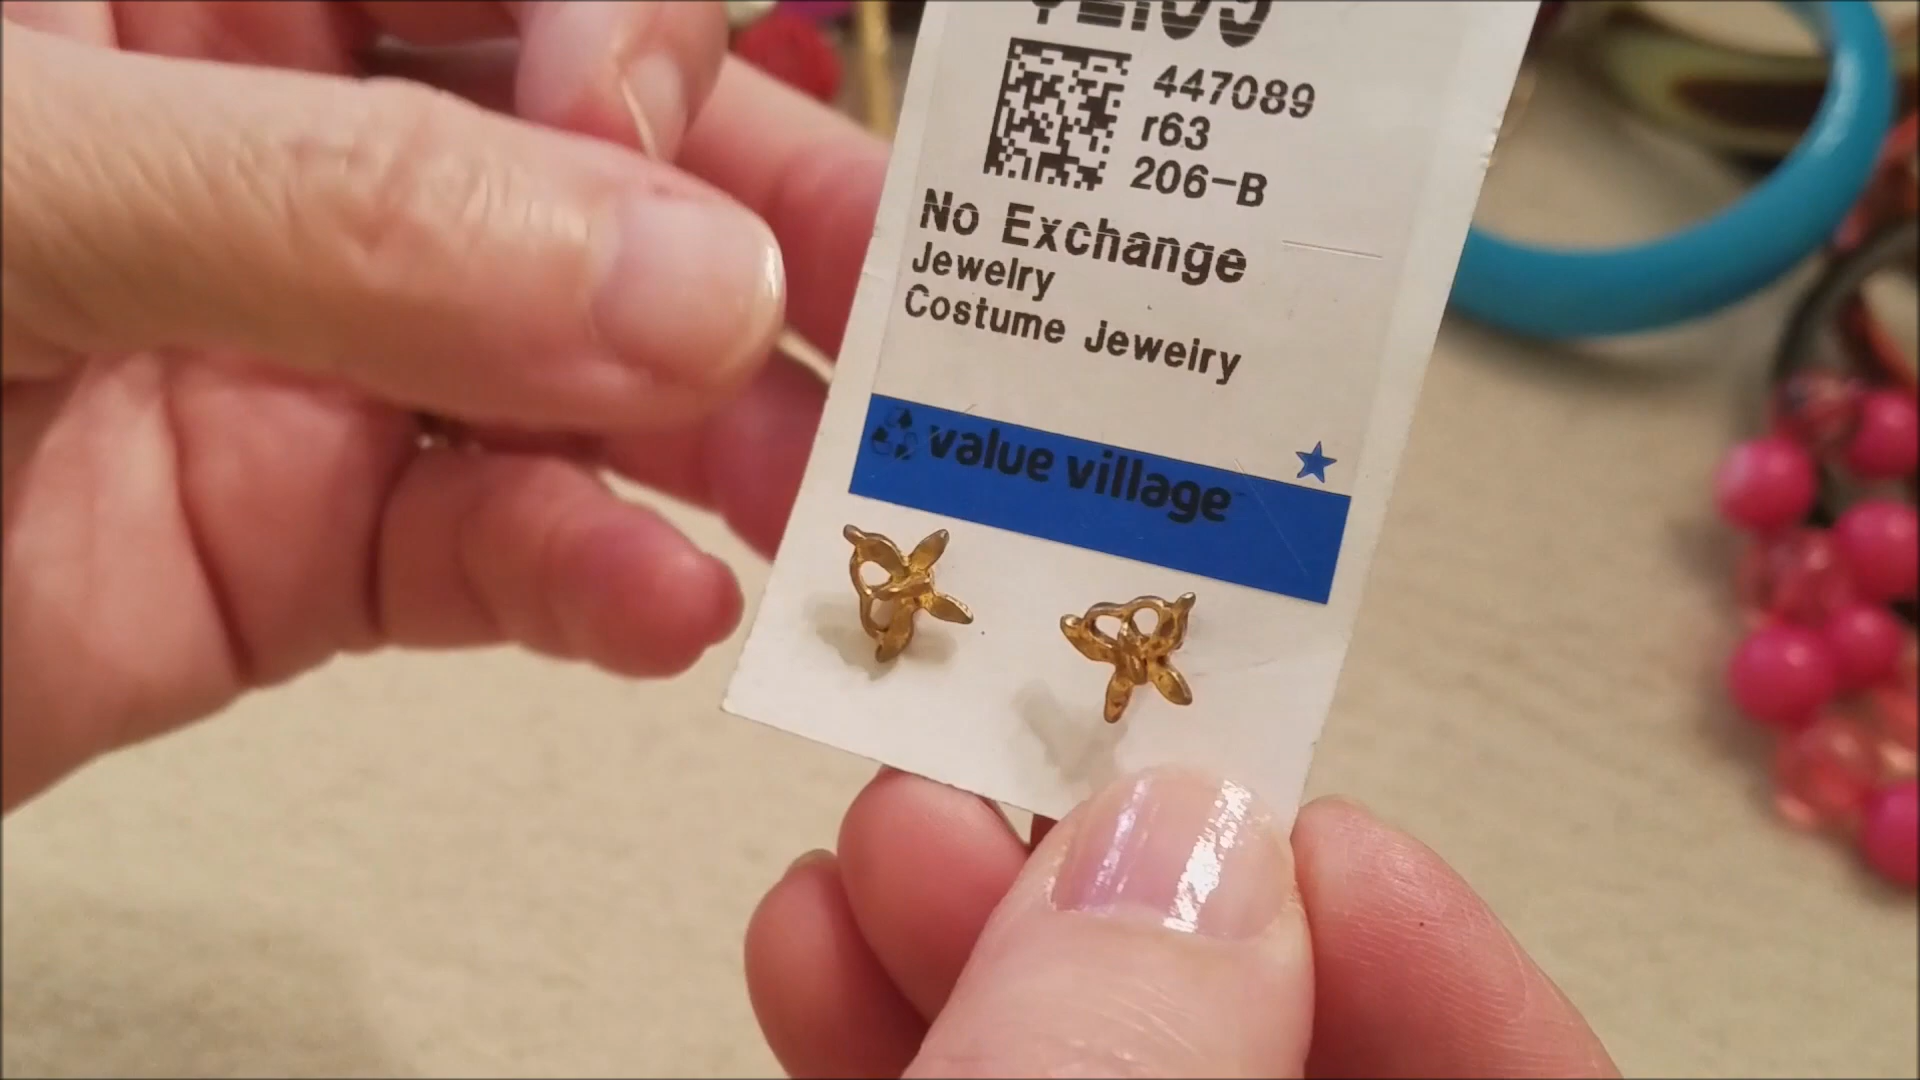 447089
r63
206-B
No Exchange
Jewelry
Costume Jewelry
value village